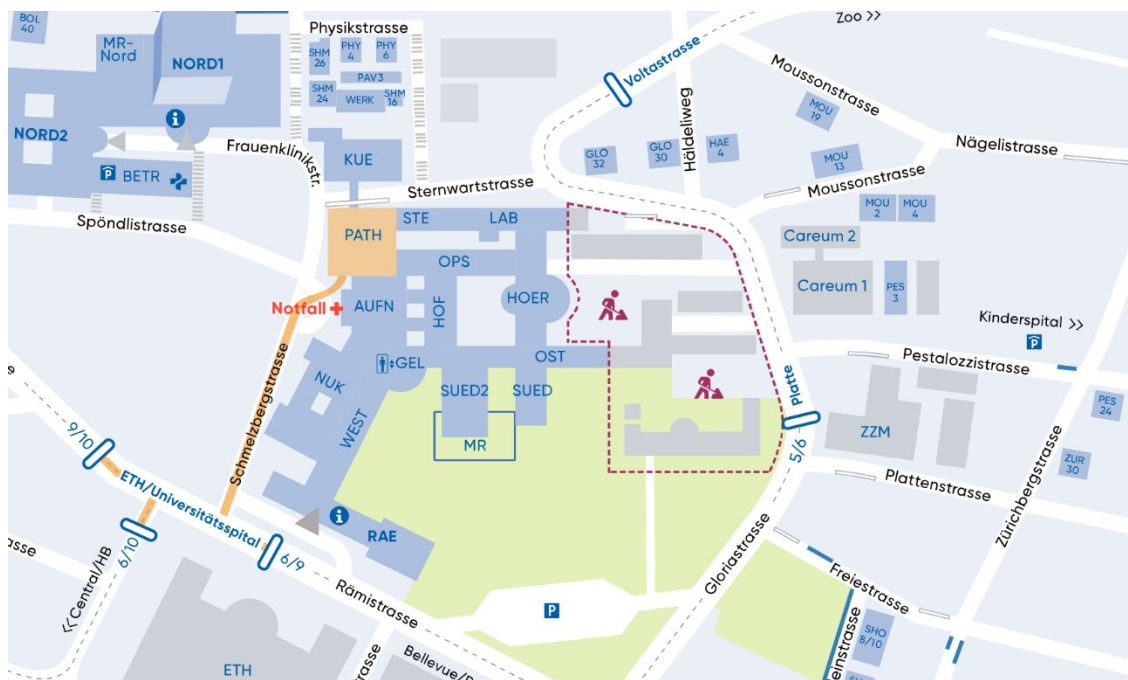 BOL
40
MR-
Nord
NORD1
NORD2
BETR
P
i
Physikstrasse
SHM
26
PHY
4
PHY
6
PAV3
SHM
24
WERK
SHM
16
KUE
Frauenklinikstr.
Sternwartstrasse
Spöndlistrasse
Zoo >>
Voltastrasse
Häldeliweg
Moussonstrasse
MOU
19
GLO
32
GLO
30
HAE
4
MOU
13
Nägelistrasse
Moussonstrasse
MOU
2
MOU
4
Careum 2
Careum 1
PES
3
Kinderspital >>
P
Pestalozzistrasse
PATH
STE
LAB
OPS
HOER
Notfall
AUFN
HOF
GEL
OST
NUK
WEST
SUED2
SUED
MR
Schmelzbergstrasse
Platte
5/6
ZZM
PES
24
ZUR
30
Zürichbergstrasse
Plattenstrasse
9/10
ETH/Universitätsspital
6/10
6/9
<<Central/HB
i
RAE
Rämistrasse
P
Gloriastrasse
Freiestrasse
SHO
8/10
einstrasse
ETH
Bellevue/
strasse